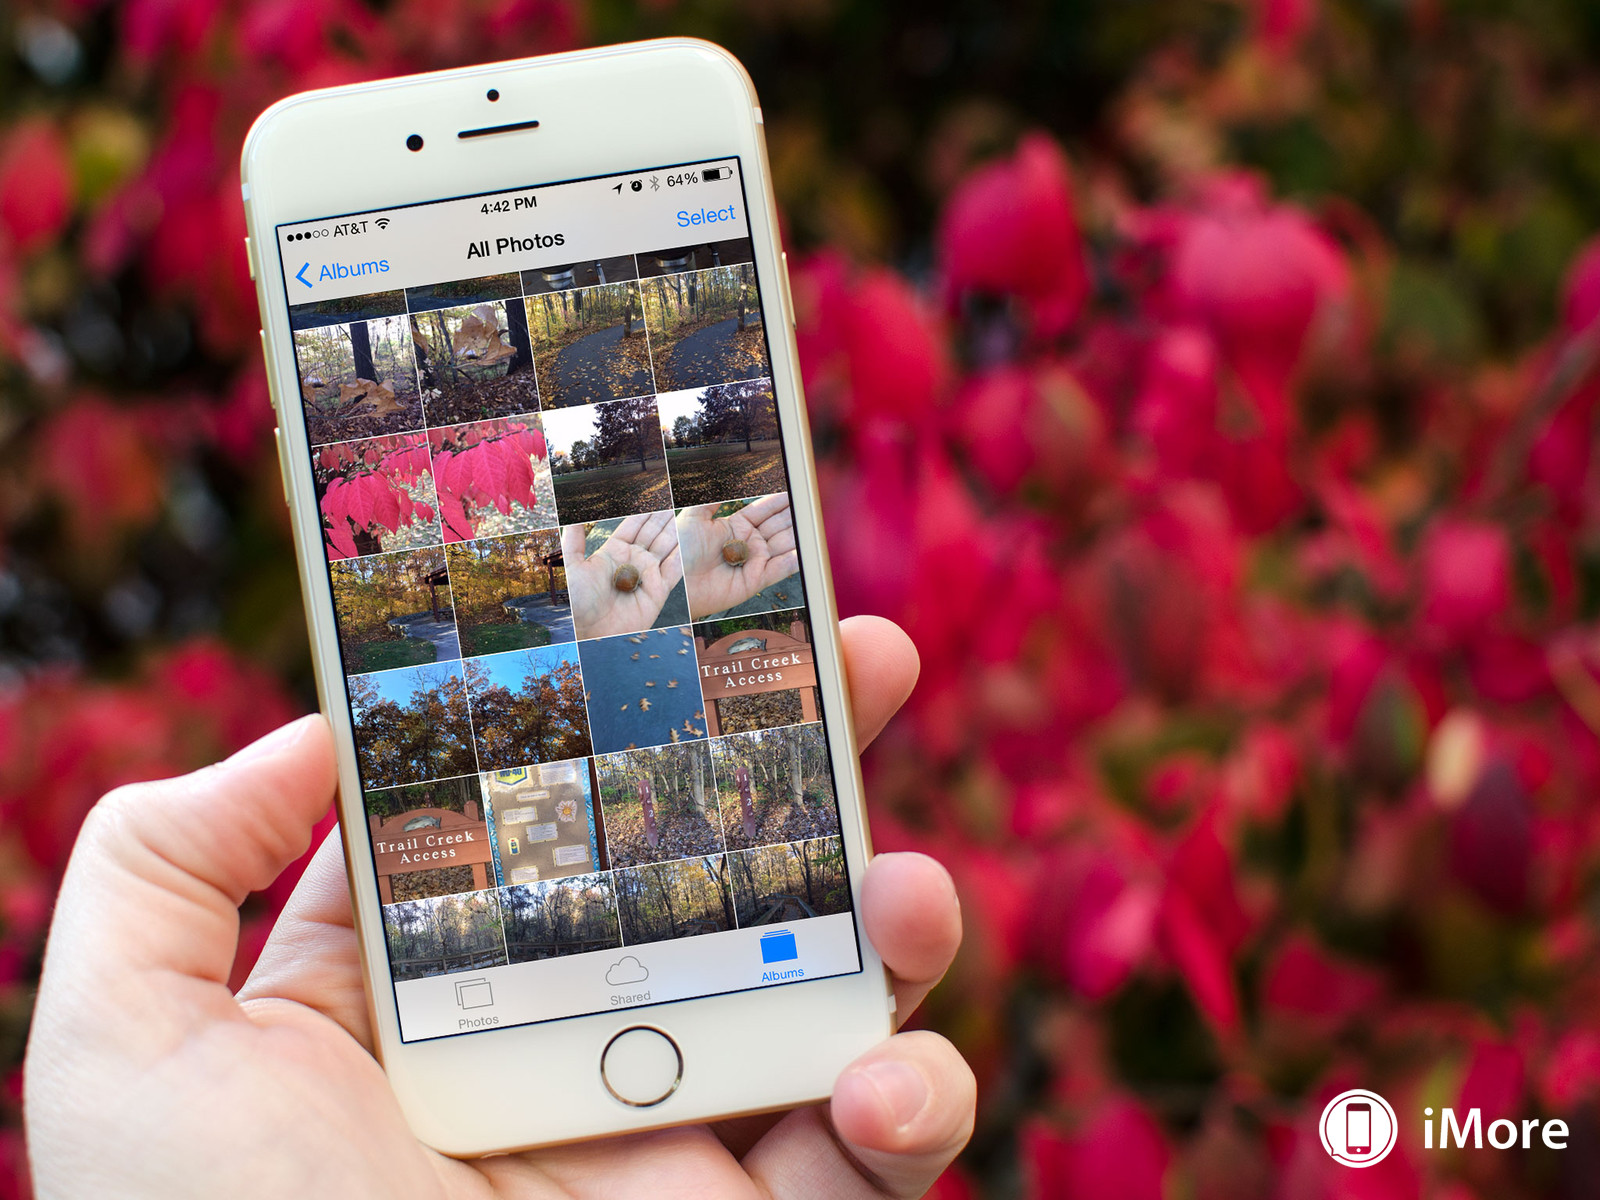 AT&T
4:42 PM
64%
Albums
All Photos
Select
Trail Creek
Access
Trail Creek
Access
Photos
Shared
Albums
iMore